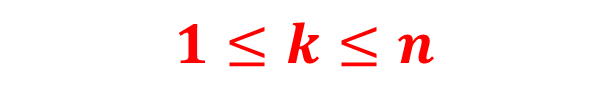 1 ≤ k ≤ n